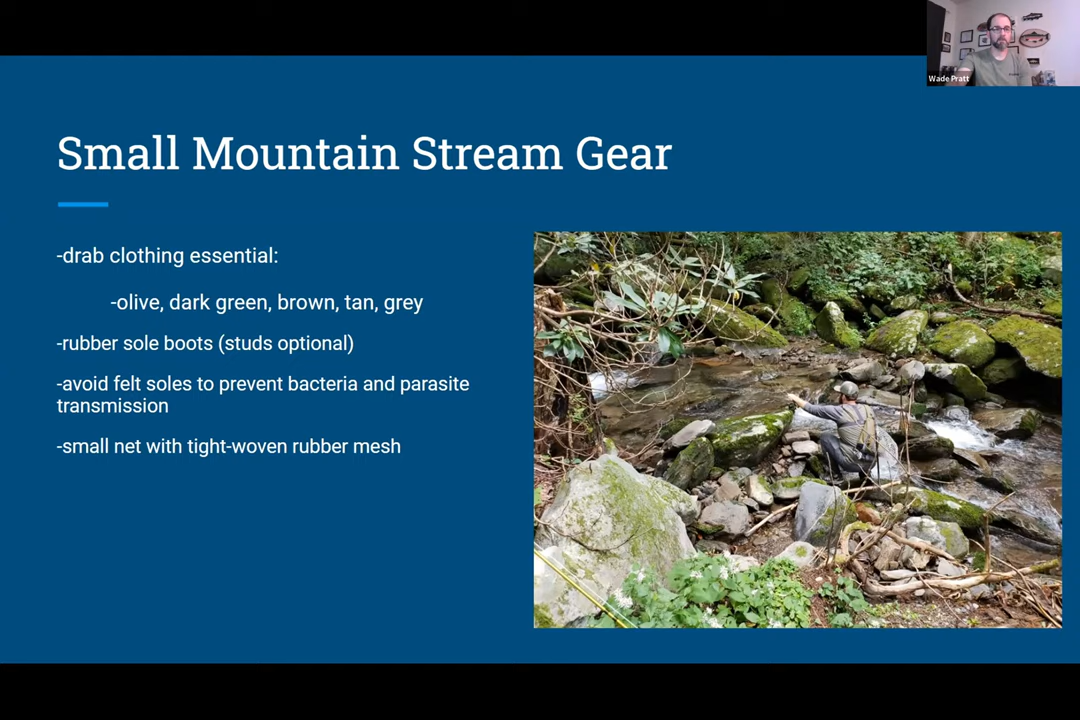 Wade Pratt
Small Mountain Stream Gear
-drab clothing essential:
-olive, dark green, brown, tan, grey
-rubber sole boots (studs optional)
-avoid felt soles to prevent bacteria and parasite
transmission
-small net with tight-woven rubber mesh